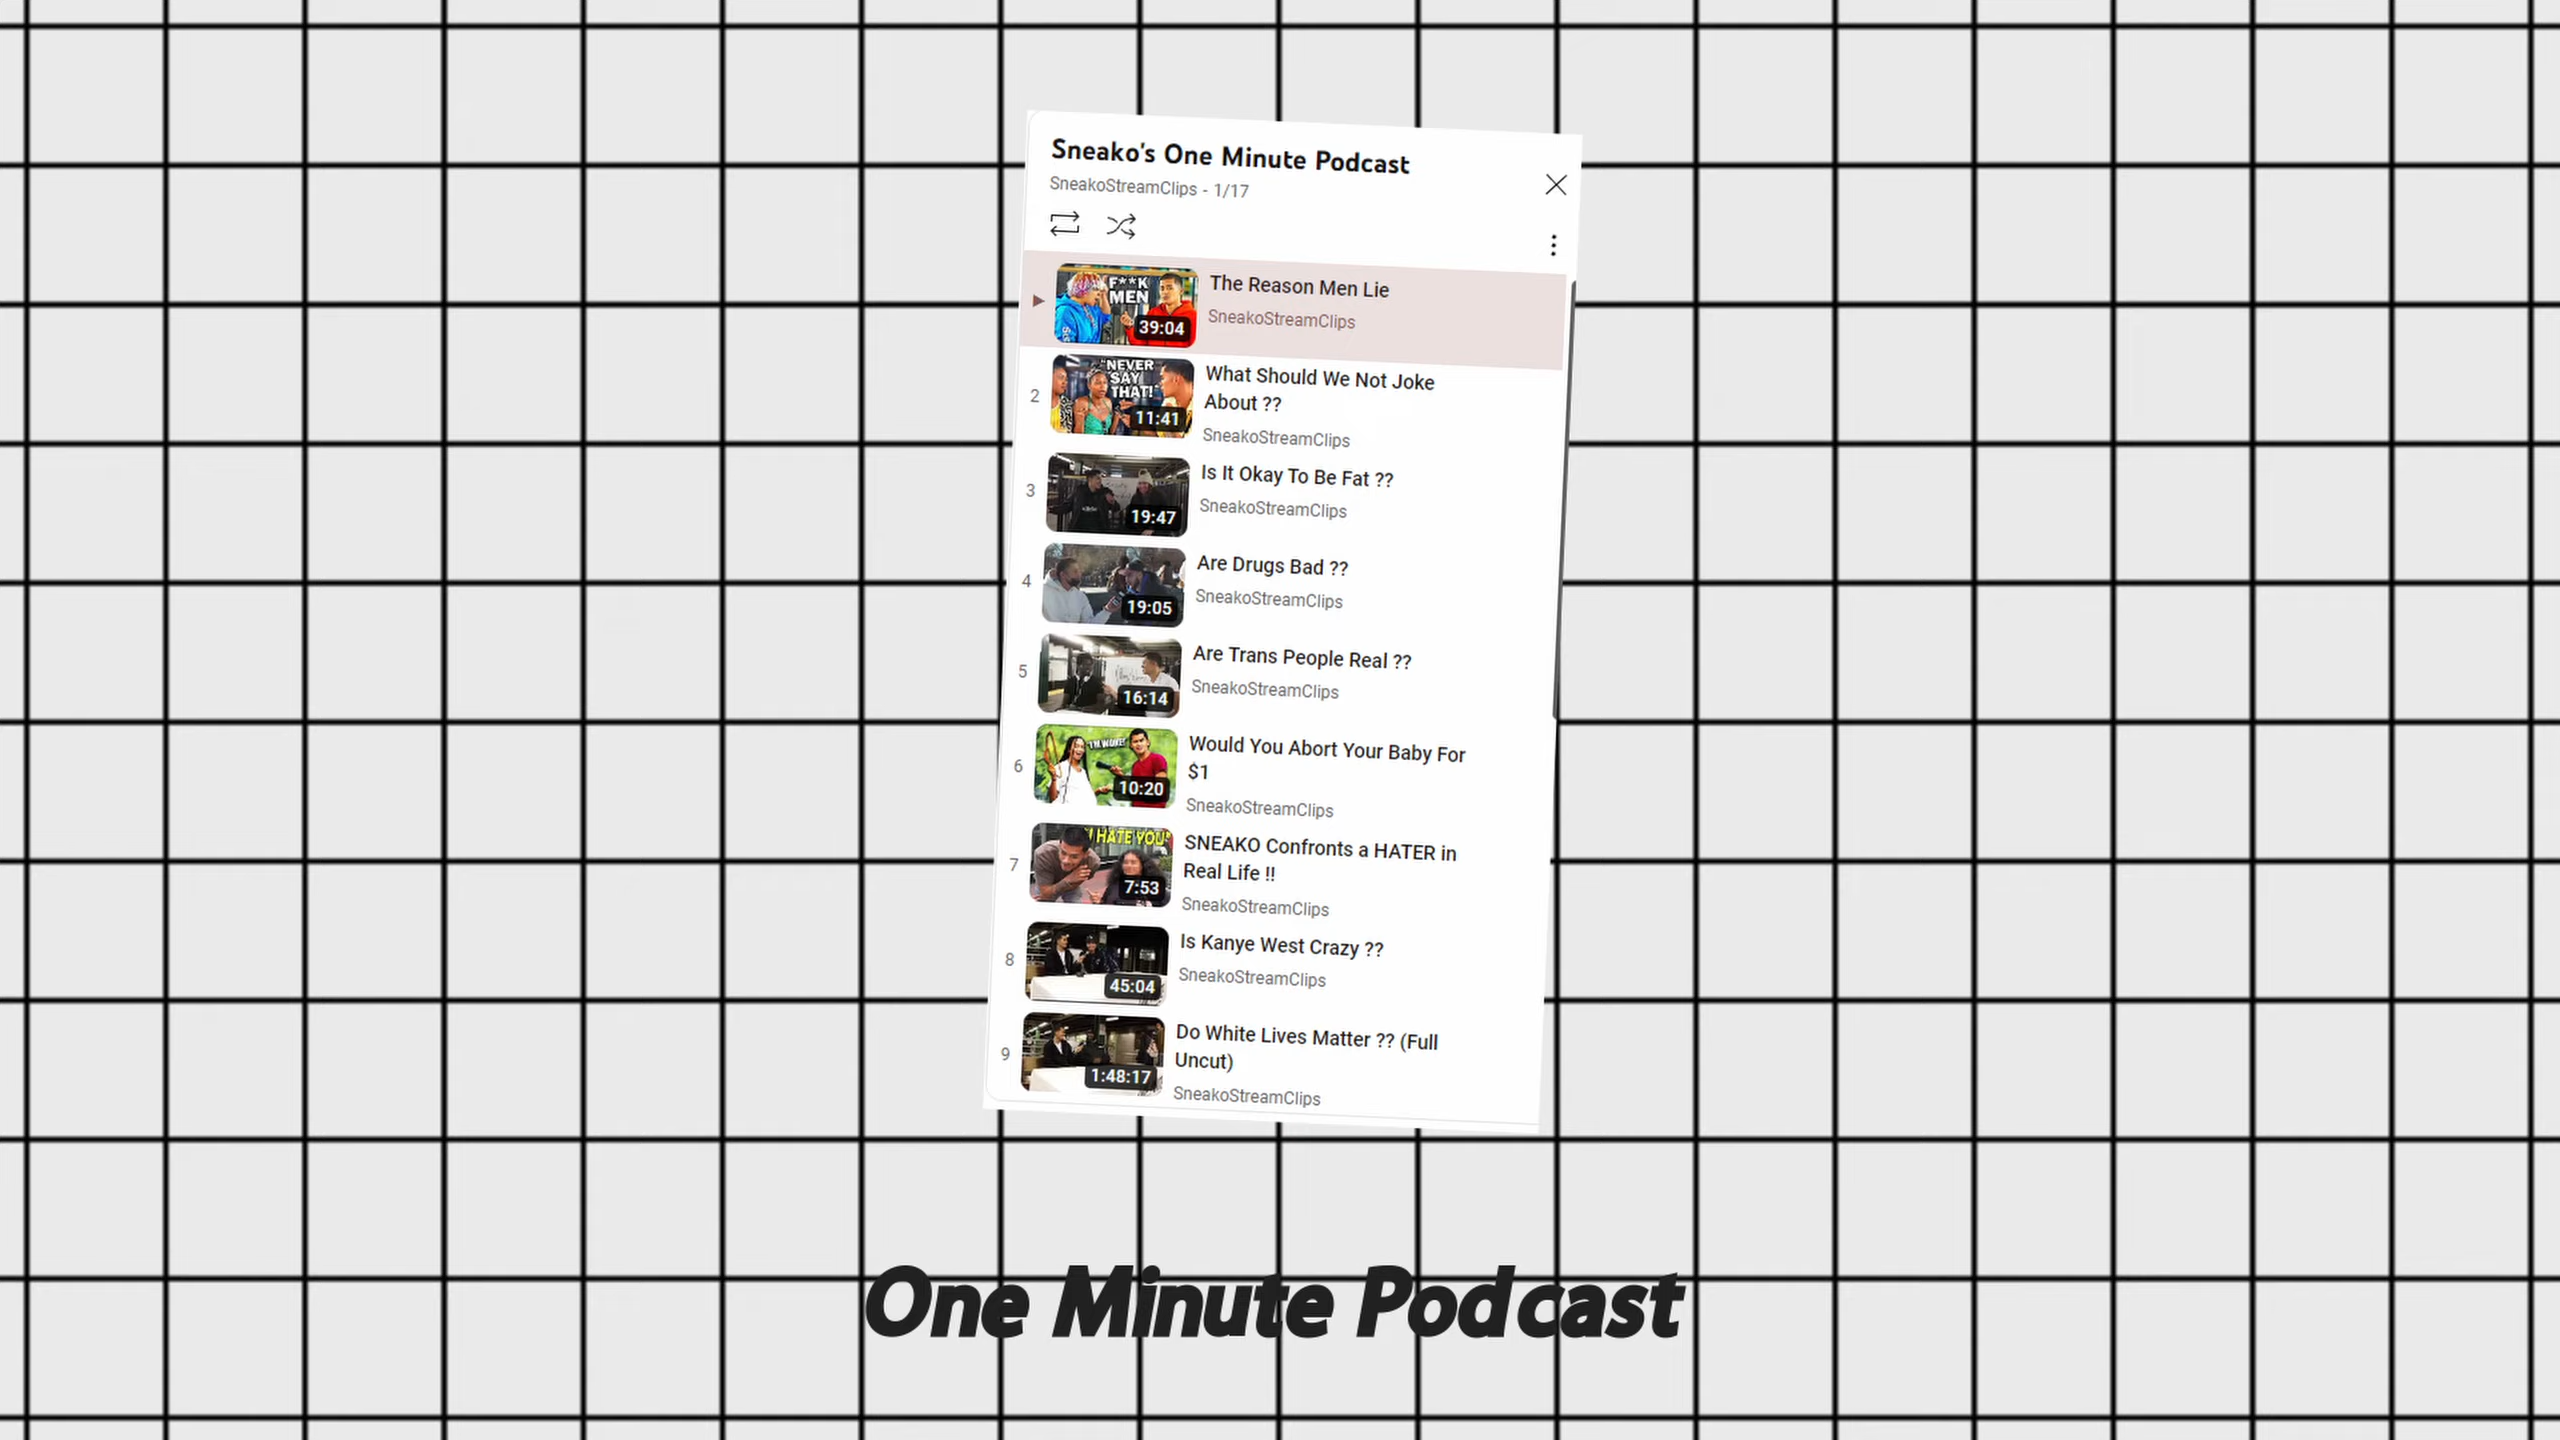 Sneako's One Minute Podcast
SneakoStreamClips - 1/17
F**K
MEN
39:04
The Reason Men Lie
SneakoStreamClips
2
"NEVER
SAY
THAT!"
11:41
What Should We Not Joke
About ??
SneakoStreamClips
3
19:47
Is It Okay To Be Fat ??
SneakoStreamClips
4
19:05
Are Drugs Bad ??
SneakoStreamClips
5
16:14
Are Trans People Real ??
SneakoStreamClips
6
"I'M WOKE!"
10:20
Would You Abort Your Baby For
$1
SneakoStreamClips
7
"I HATE YOU"
7:53
SNEAKO Confronts a HATER in
Real Life !!
SneakoStreamClips
8
45:04
Is Kanye West Crazy ??
SneakoStreamClips
9
1:48:17
Do White Lives Matter ?? (Full
Uncut)
SneakoStreamClips
One Minute Podcast